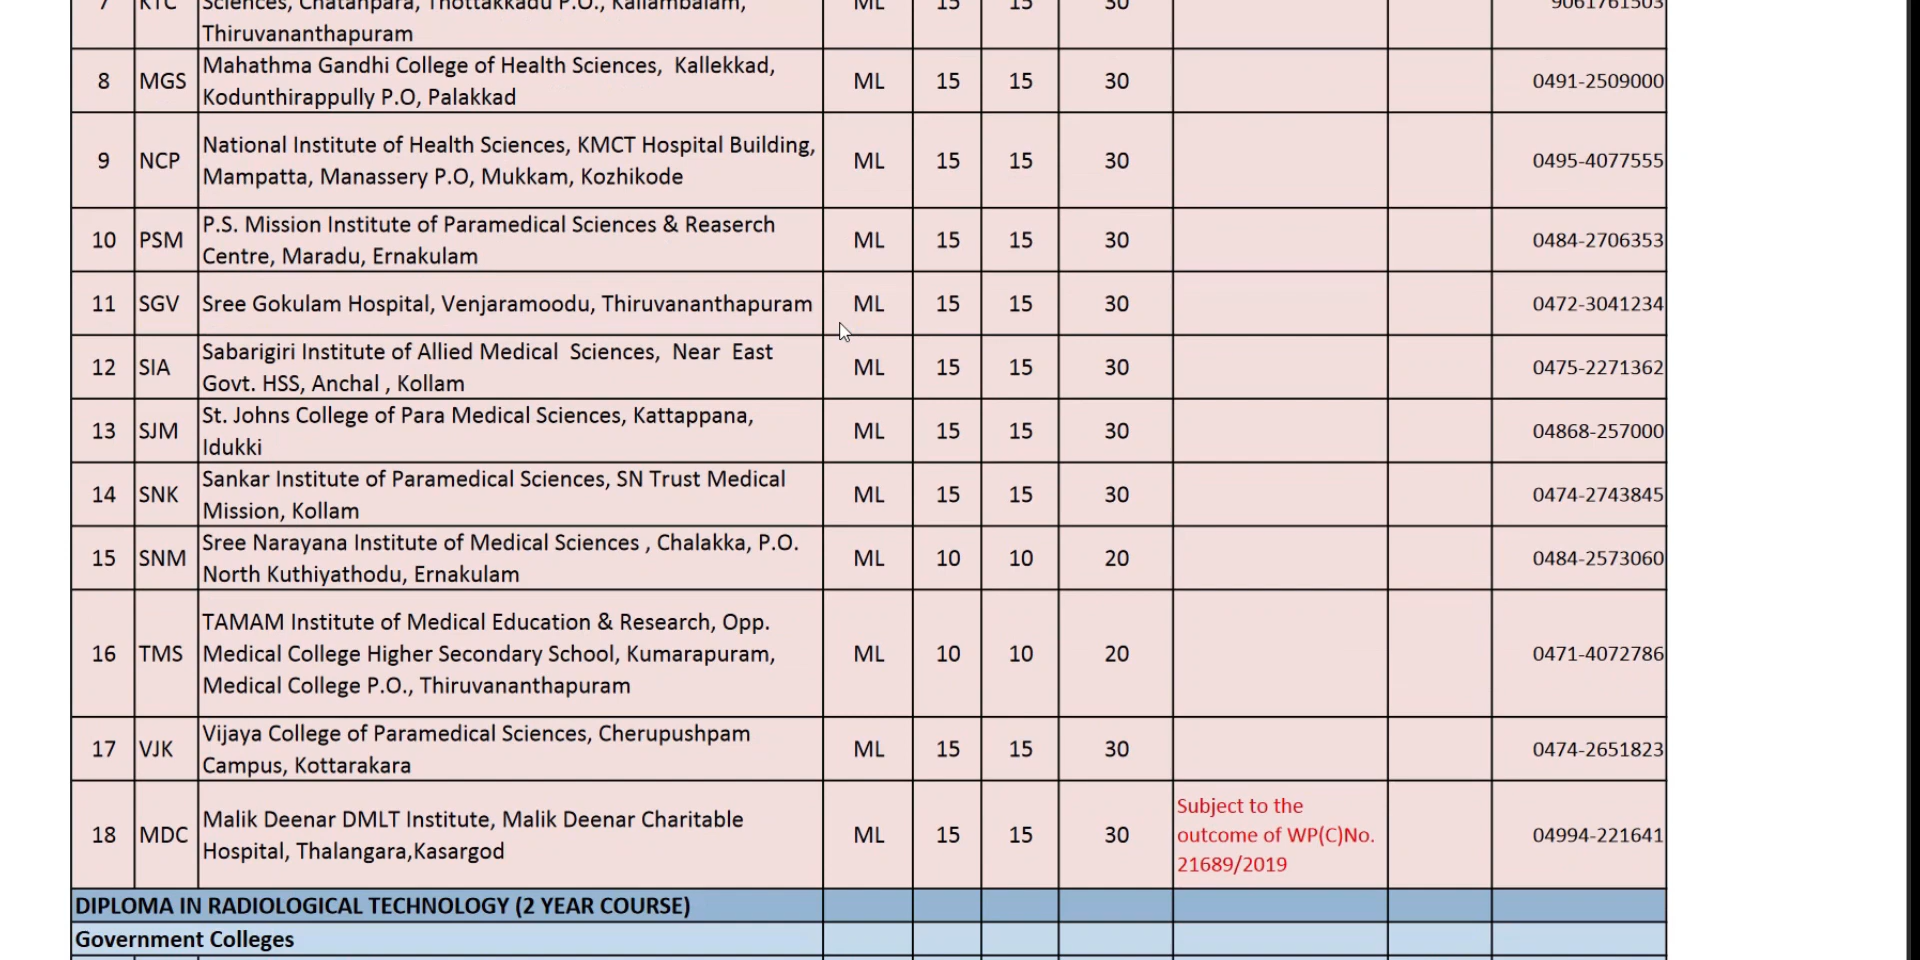 7 KTC Sciences, Chatanpara, Thottakkadu P.O., Kallambalam, ML 15 15 30 9061761503
Thiruvananthapuram
8 MGS Mahathma Gandhi College of Health Sciences, Kallekkad, ML 15 15 30 0491-2509000
Kodunthirappully P.O, Palakkad
9 NCP National Institute of Health Sciences, KMCT Hospital Building, ML 15 15 30 0495-4077555
Mampatta, Manassery P.O, Mukkam, Kozhikode
10 PSM P.S. Mission Institute of Paramedical Sciences & Reaserch ML 15 15 30 0484-2706353
Centre, Maradu, Ernakulam
11 SGV Sree Gokulam Hospital, Venjaramoodu, Thiruvananthapuram ML 15 15 30 0472-3041234
12 SIA Sabarigiri Institute of Allied Medical Sciences, Near East ML 15 15 30 0475-2271362
Govt. HSS, Anchal , Kollam
13 SJM St. Johns College of Para Medical Sciences, Kattappana, ML 15 15 30 04868-257000
Idukki
14 SNK Sankar Institute of Paramedical Sciences, SN Trust Medical ML 15 15 30 0474-2743845
Mission, Kollam
15 SNM Sree Narayana Institute of Medical Sciences , Chalakka, P.O. ML 10 10 20 0484-2573060
North Kuthiyathodu, Ernakulam
16 TMS TAMAM Institute of Medical Education & Research, Opp. ML 10 10 20 0471-4072786
Medical College Higher Secondary School, Kumarapuram,
Medical College P.O., Thiruvananthapuram
17 VJK Vijaya College of Paramedical Sciences, Cherupushpam ML 15 15 30 0474-2651823
Campus, Kottarakara
18 MDC Malik Deenar DMLT Institute, Malik Deenar Charitable ML 15 15 30 Subject to the 04994-221641
Hospital, Thalangara,Kasargod outcome of WP(C)No.
21689/2019
DIPLOMA IN RADIOLOGICAL TECHNOLOGY (2 YEAR COURSE)
Government Colleges